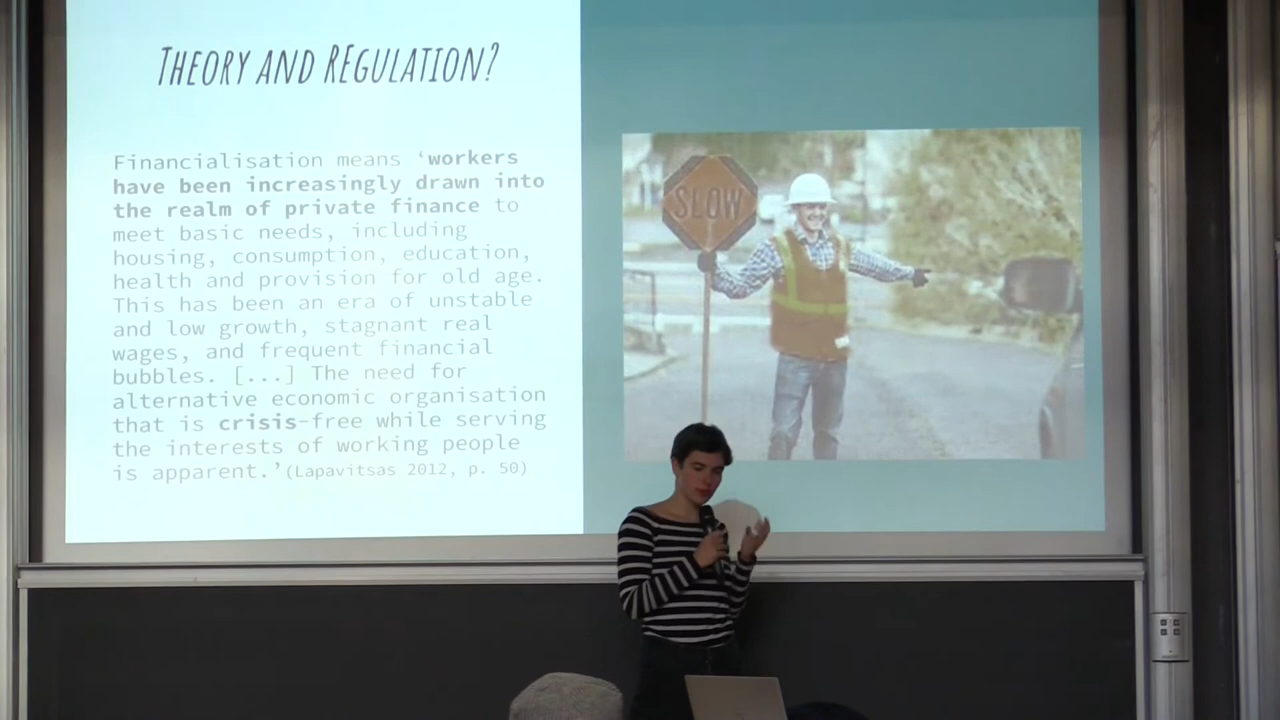 THEORY AND REGULATION?
Financialisation means ‘workers
have been increasingly drawn into
the realm of private finance to
meet basic needs, including
housing, consumption, education,
health and provision for old age.
This has been an era of unstable
and low growth, stagnant real
wages, and frequent financial
bubbles. [...] The need for
alternative economic organisation
that is crisis-free while serving
the interests of working people
is apparent.’(Lapavitsas 2012, p. 50)
SLOW